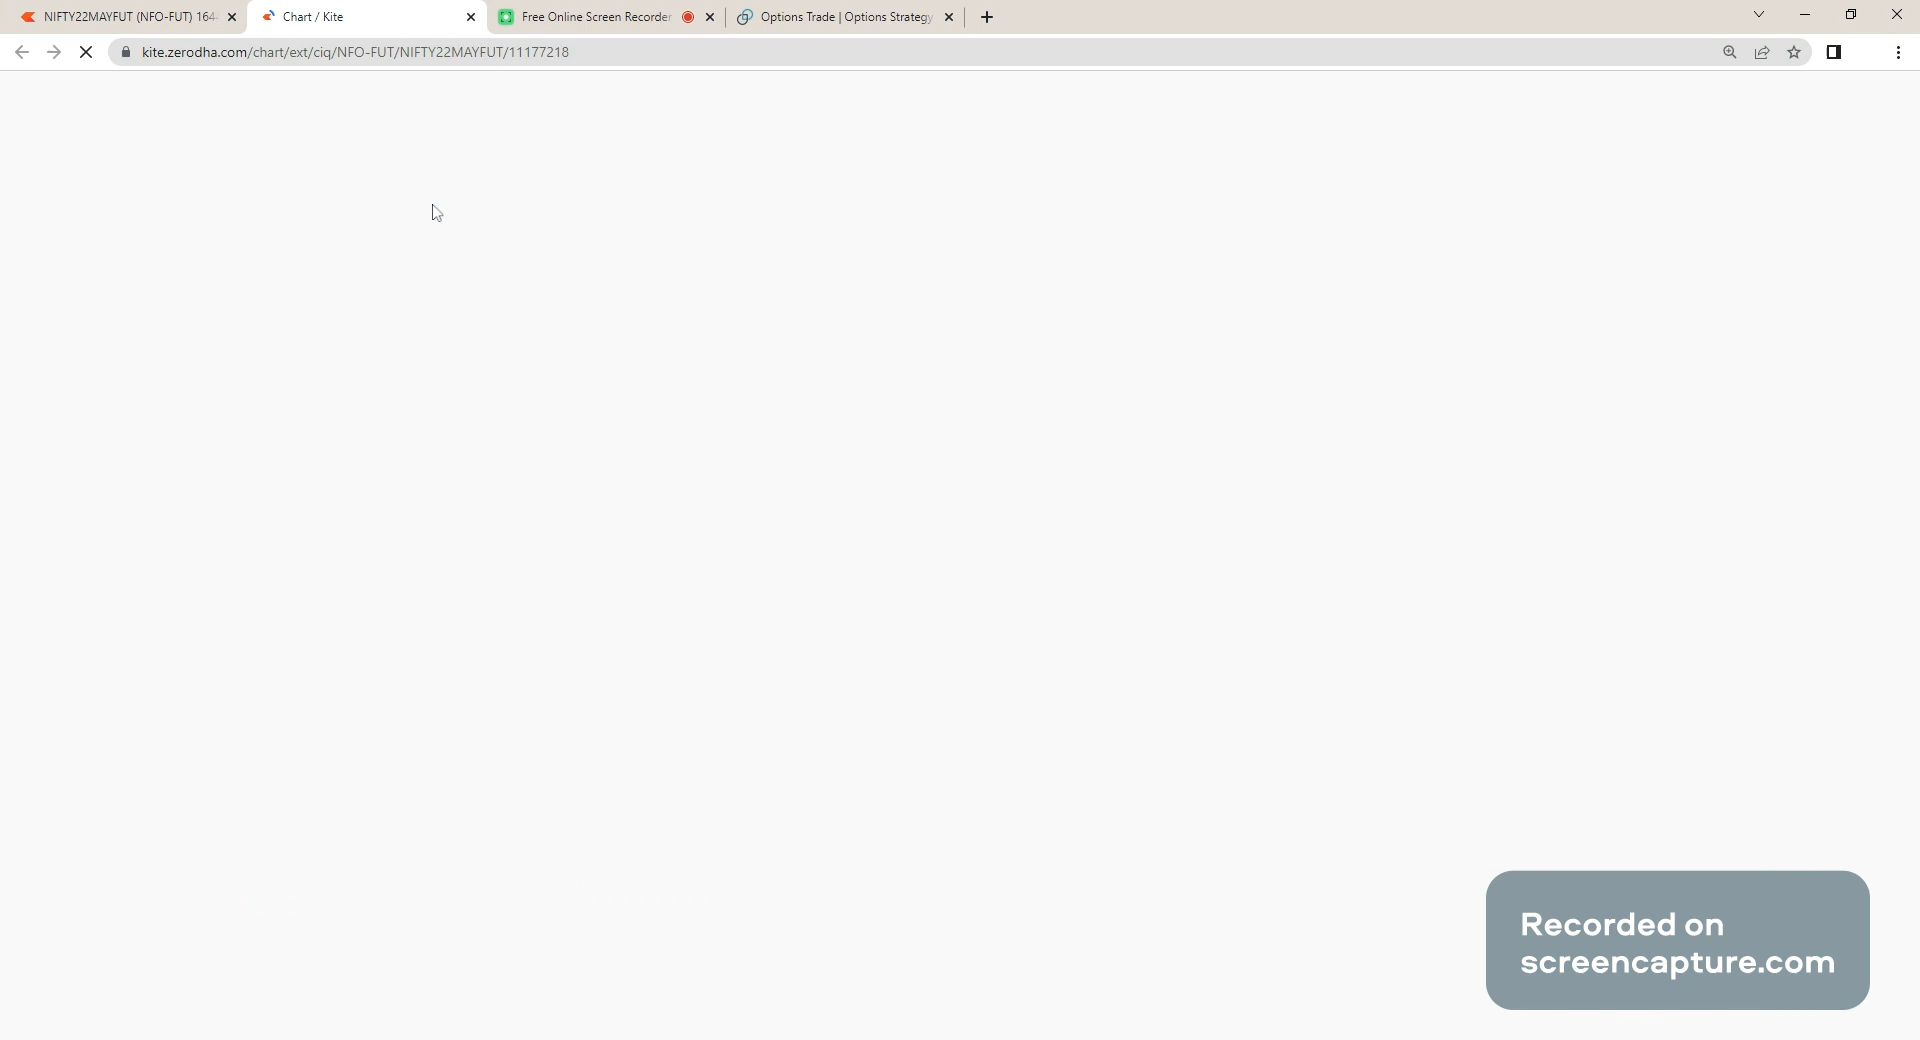 NIFTY22MAYFUT (NFO-FUT) 164
Chart / Kite
Free Online Screen Recorder
Options Trade | Options Strategy
kite.zerodha.com/chart/ext/ciq/NFO-FUT/NIFTY22MAYFUT/11177218
Recorded on
screencapture.com